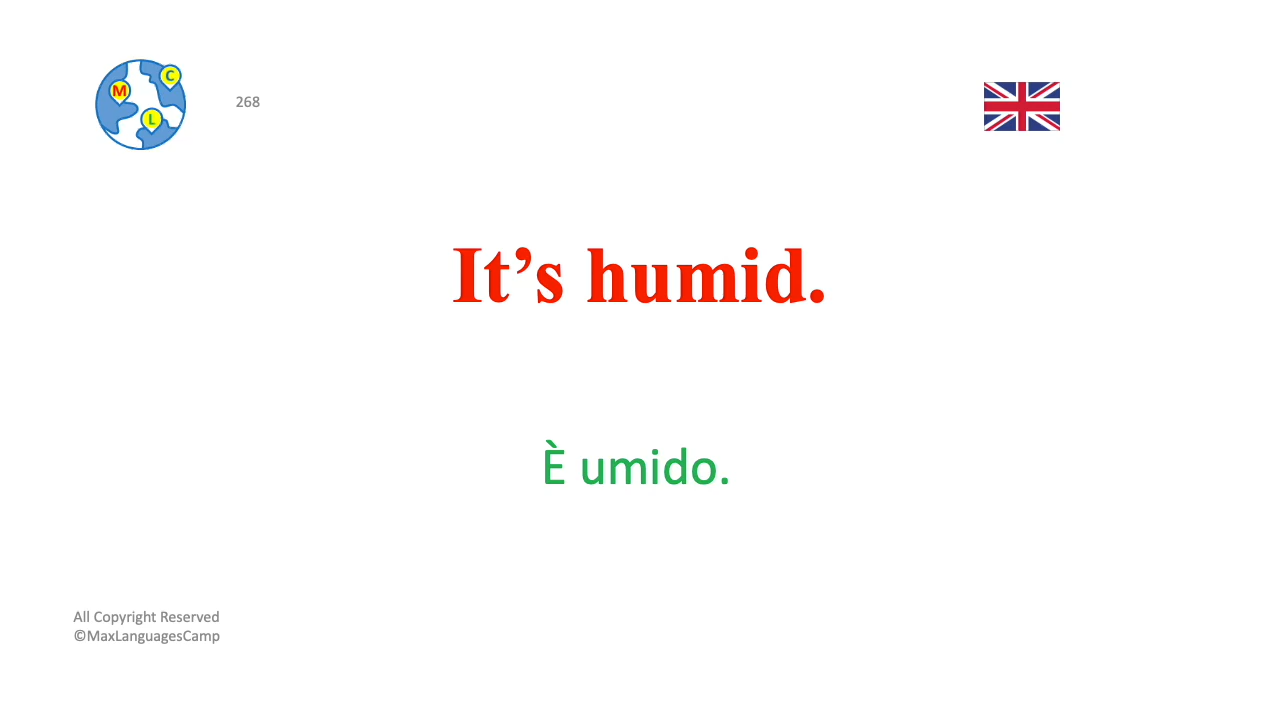 M
C
L
268
It’s humid.
È umido.
All Copyright Reserved
©MaxLanguagesCamp